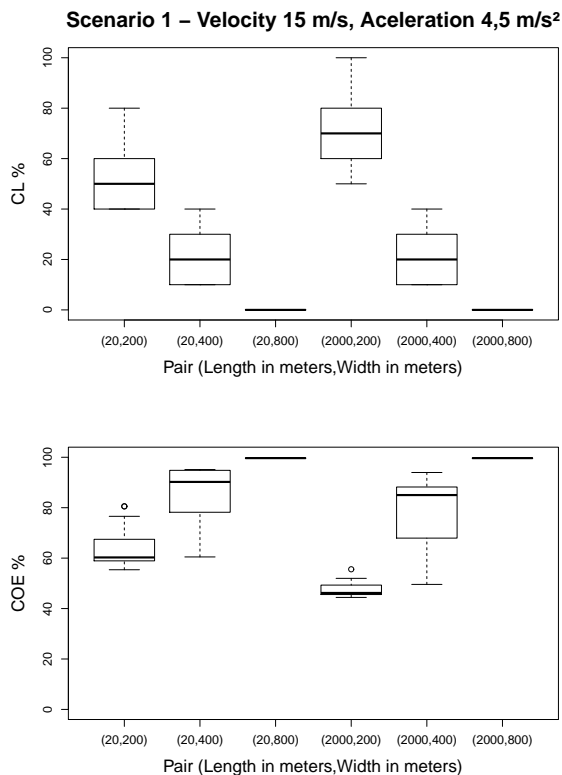 Scenario 1 – Velocity 15 m/s, Aceleration 4,5 m/s²
CL %
100
80
60
40
20
0
(20,200) (20,400) (20,800) (2000,200) (2000,400) (2000,800)
Pair (Length in meters,Width in meters)
COE %
100
80
60
40
20
0
(20,200) (20,400) (20,800) (2000,200) (2000,400) (2000,800)
Pair (Length in meters,Width in meters)